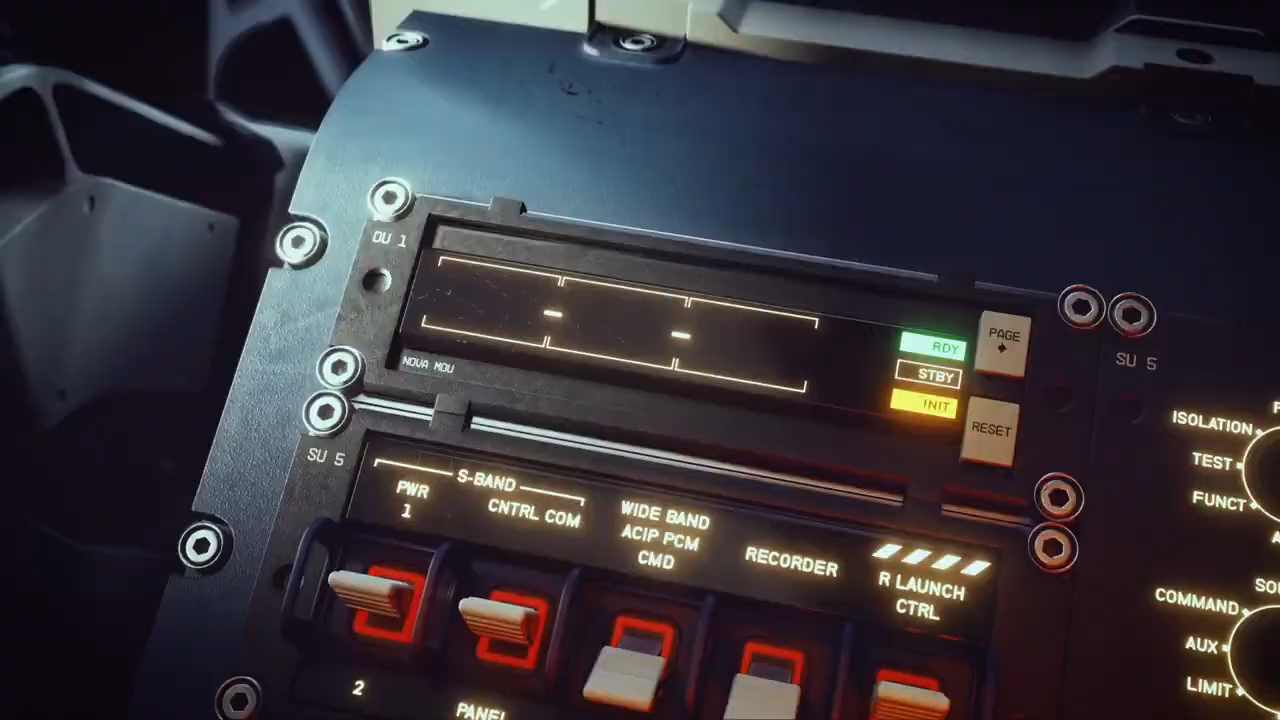 DU 1
PAGE
RDY
STBY
INIT
RESET
NOVA MDU
SU 5
SU 5
S-BAND
PWR
1
CNTRL COM
WIDE BAND
ACIP PCM
CMD
RECORDER
R LAUNCH
CTRL
2
PANEL
ISOLATION
TEST
FUNCT
COMMAND
AUX
LIMIT